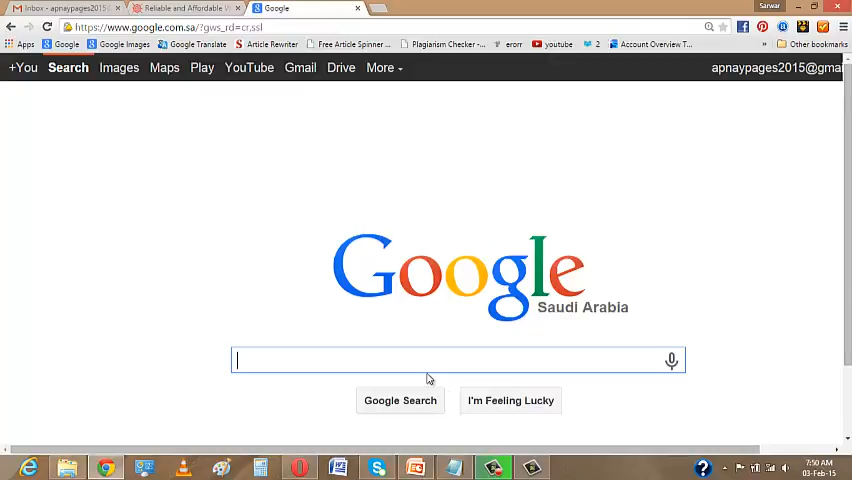 Sarwar
Inbox - apnaypages2015@ Reliable and Affordable W Google
https://www.google.com.sa/?gws_rd=cr,ssl
Apps Google Google Images Google Translate Article Rewriter Free Article Spinner ... Plagiarism Checker -... erorr youtube 2 Account Overview T... Other bookmarks
+You Search Images Maps Play YouTube Gmail Drive More apnaypages2015@gmai
Google
Saudi Arabia
Google Search I'm Feeling Lucky
7:50 AM
03-Feb-15